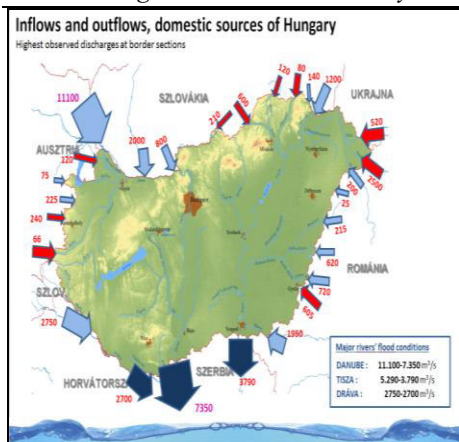 Inflows and outflows, domestic sources of Hungary
Highest observed discharges at border sections
11100
SZLOVÁKIA
120
80
140
1200
UKRAJNA
AUSZTRIA
120
2000
800
210
600
520
2500
75
225
240
66
200
25
215
620
ROMÁNIA
720
605
SZLOV
2750
1950
HORVÁTORSZ
SZERBIA
2700
7350
3790
Major rivers' flood conditions
DANUBE : 11.100-7.350 m³/s
TISZA : 5.290-3.790 m³/s
DRÁVA : 2750-2700 m³/s